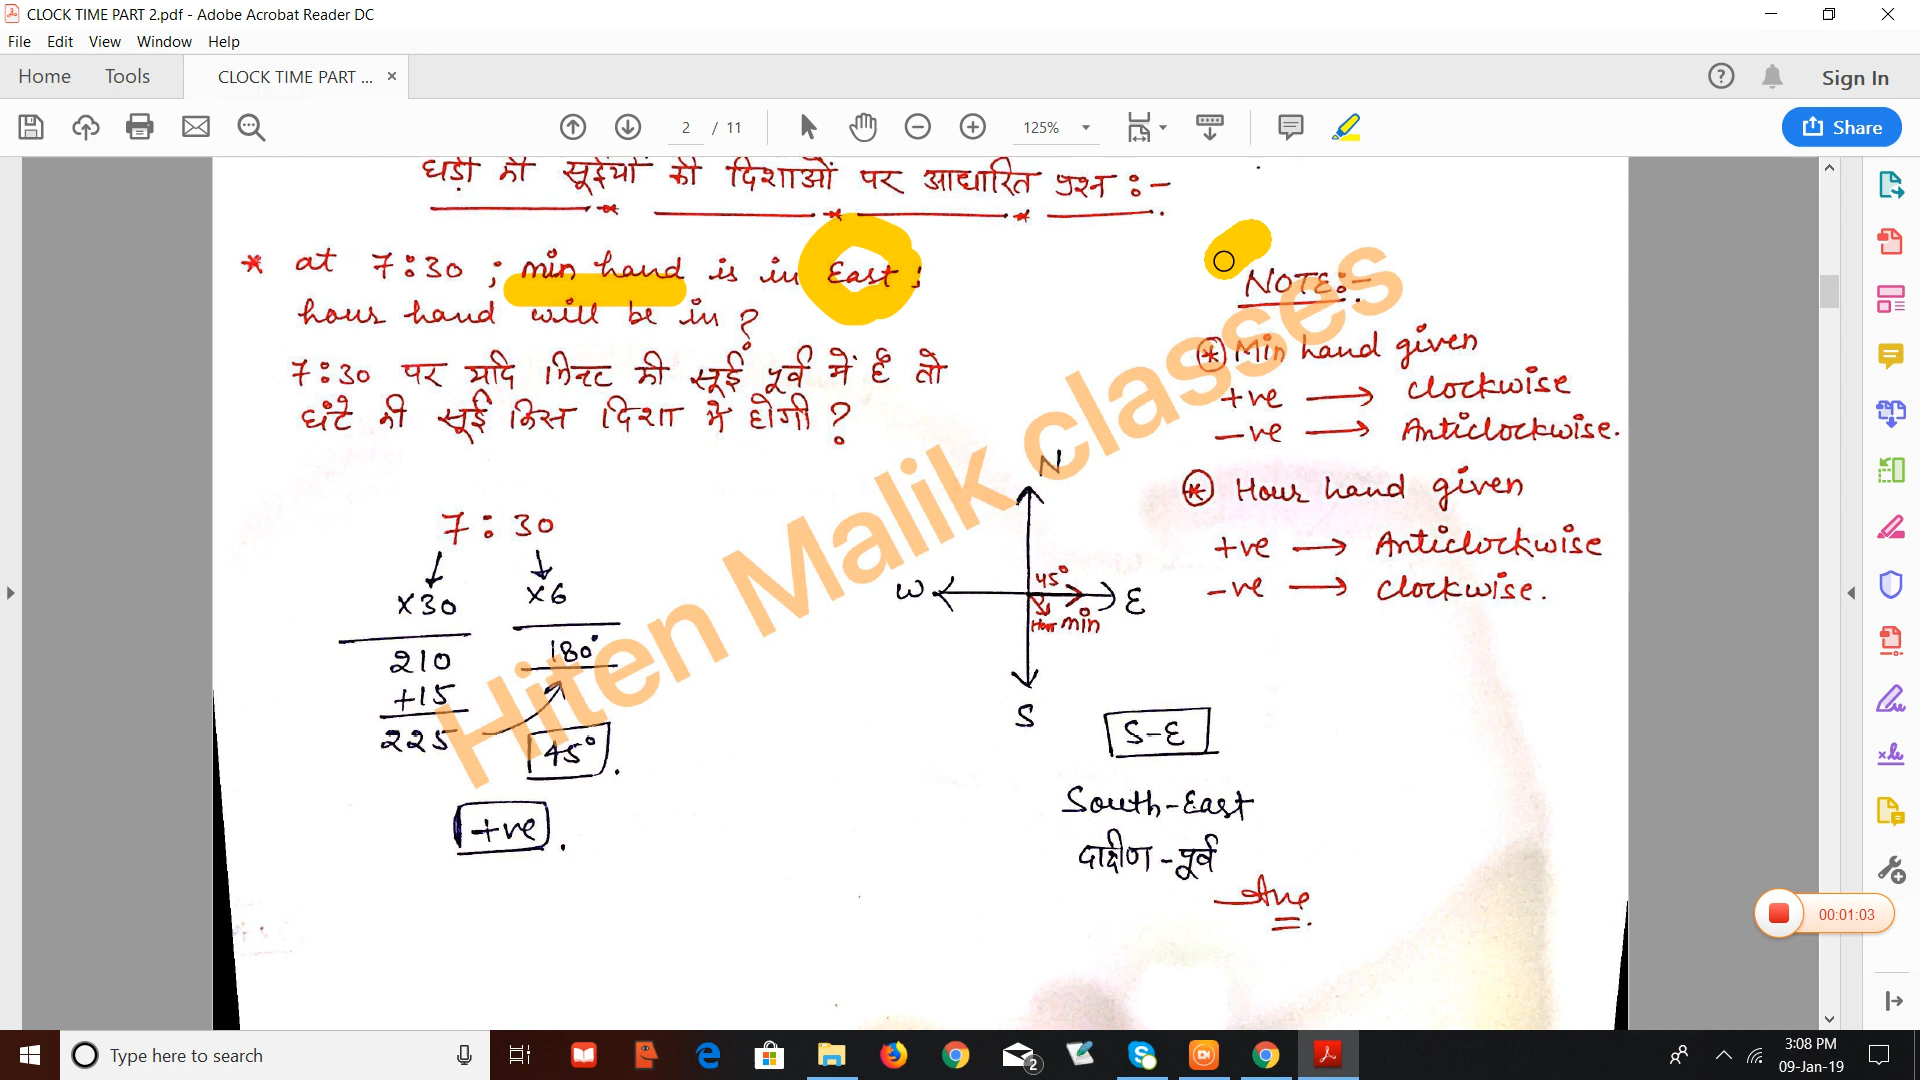 CLOCK TIME PART 2.pdf - Adobe Acrobat Reader DC
File Edit View Window Help
Home Tools CLOCK TIME PART ... × Sign In
2 / 11 125% Share
घड़ी की सूईयों की दिशाओं पर आधारित प्रश्न :-
* at 7:30 ; min hand is in East ;
hour hand will be in ?
7:30 पर यदि मिनट की सूई पूर्व में है तो
घंटे की सूई किस दिशा में होगी ?
NOTE:-
* Min hand given
+ve → Clockwise
-ve → Anticlockwise.
* Hour hand given
+ve → Anticlockwise
-ve → Clockwise.
7 : 30
×30 ×6
210 180°
+15
225 45°
+ve
N
W E
S
45°
Hour min
S-E
South-East
दक्षिण-पूर्व
Ans
Hiten Malik classes
00:01:03
Type here to search
2
3:08 PM
09-Jan-19